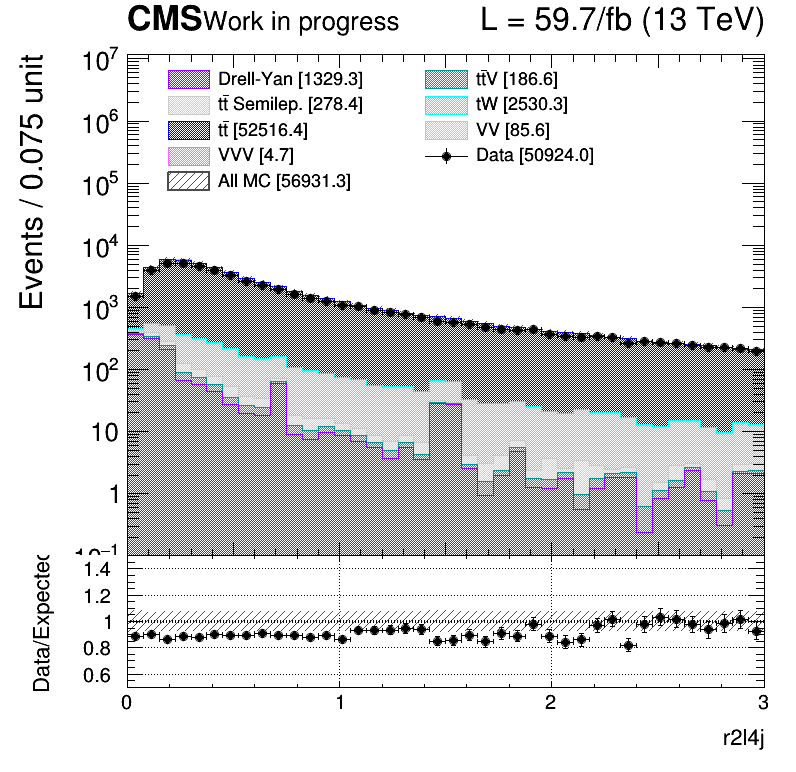 CMS Work in progress L = 59.7/fb (13 TeV)
Events / 0.075 unit
10⁷
10⁶
10⁵
10⁴
10³
10²
10
1
10⁻¹
Drell-Yan [1329.3]
tt̄ Semilep. [278.4]
tt̄ [52516.4]
VVV [4.7]
All MC [56931.3]
tt̄V [186.6]
tW [2530.3]
VV [85.6]
Data [50924.0]
Data/Expected
1.4
1.2
1
0.8
0.6
0 1 2 3
r2l4j